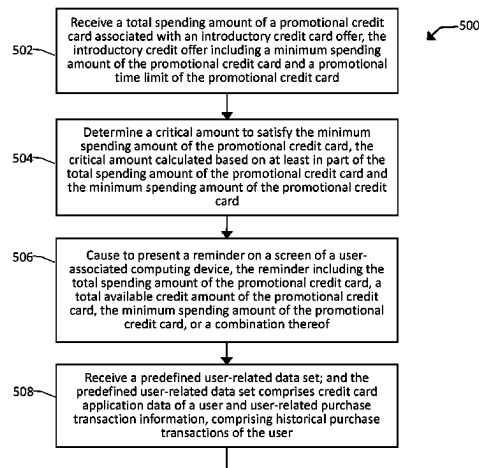 500
502
Receive a total spending amount of a promotional credit
card associated with an introductory credit card offer, the
introductory credit offer including a minimum spending
amount of the promotional credit card and a promotional
time limit of the promotional credit card
504
Determine a critical amount to satisfy the minimum
spending amount of the promotional credit card, the
critical amount calculated based on at least in part of the
total spending amount of the promotional credit card and
the minimum spending amount of the promotional credit
card
506
Cause to present a reminder on a screen of a user-
associated computing device, the reminder including the
total spending amount of the promotional credit card, a
total available credit amount of the promotional credit
card, the minimum spending amount of the promotional
credit card, or a combination thereof
508
Receive a predefined user-related data set; and the
predefined user-related data set comprises credit card
application data of a user and user-related purchase
transaction information, comprising historical purchase
transactions of the user